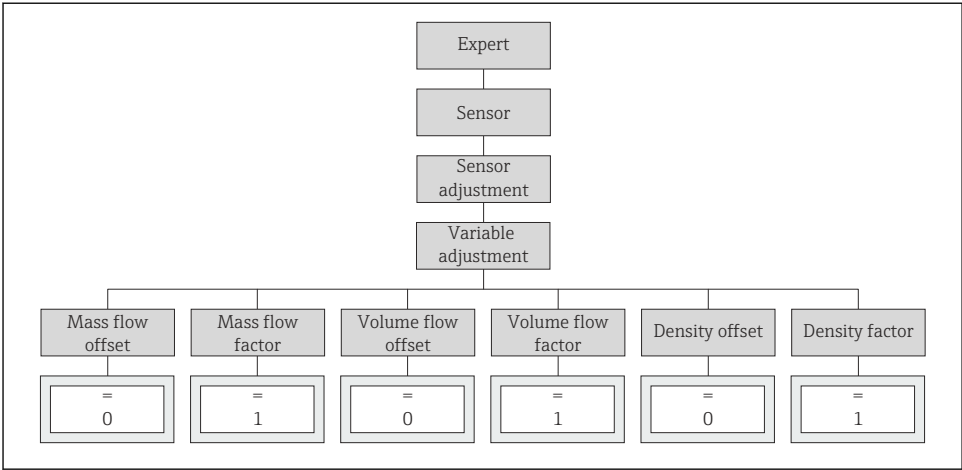 Expert
Sensor
Sensor
adjustment
Variable
adjustment
Mass flow
offset
Mass flow
factor
Volume flow
offset
Volume flow
factor
Density offset
Density factor
=
0
=
1
=
0
=
1
=
0
=
1